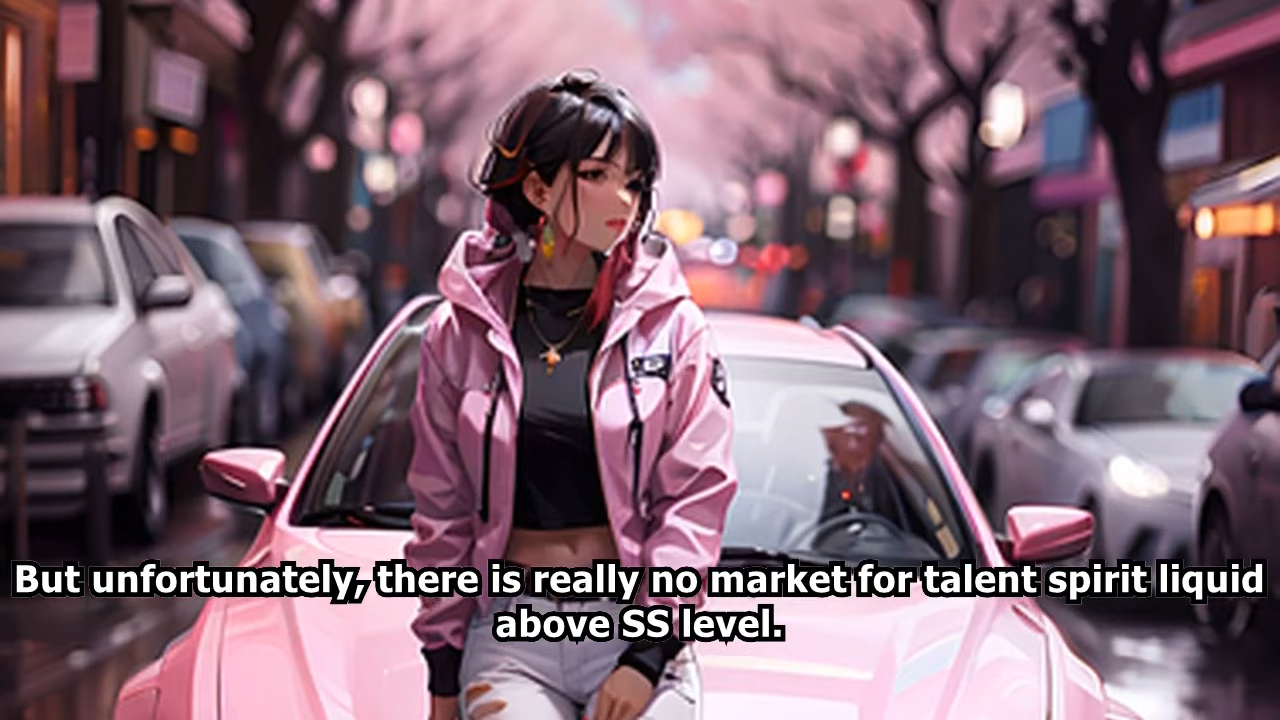 But unfortunately, there is really no market for talent spirit liquid
above SS level.